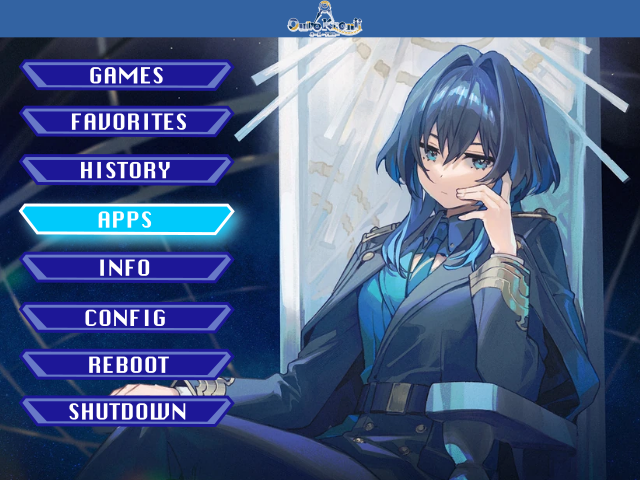 GAMES
FAVORITES
HISTORY
APPS
INFO
CONFIG
REBOOT
SHUTDOWN